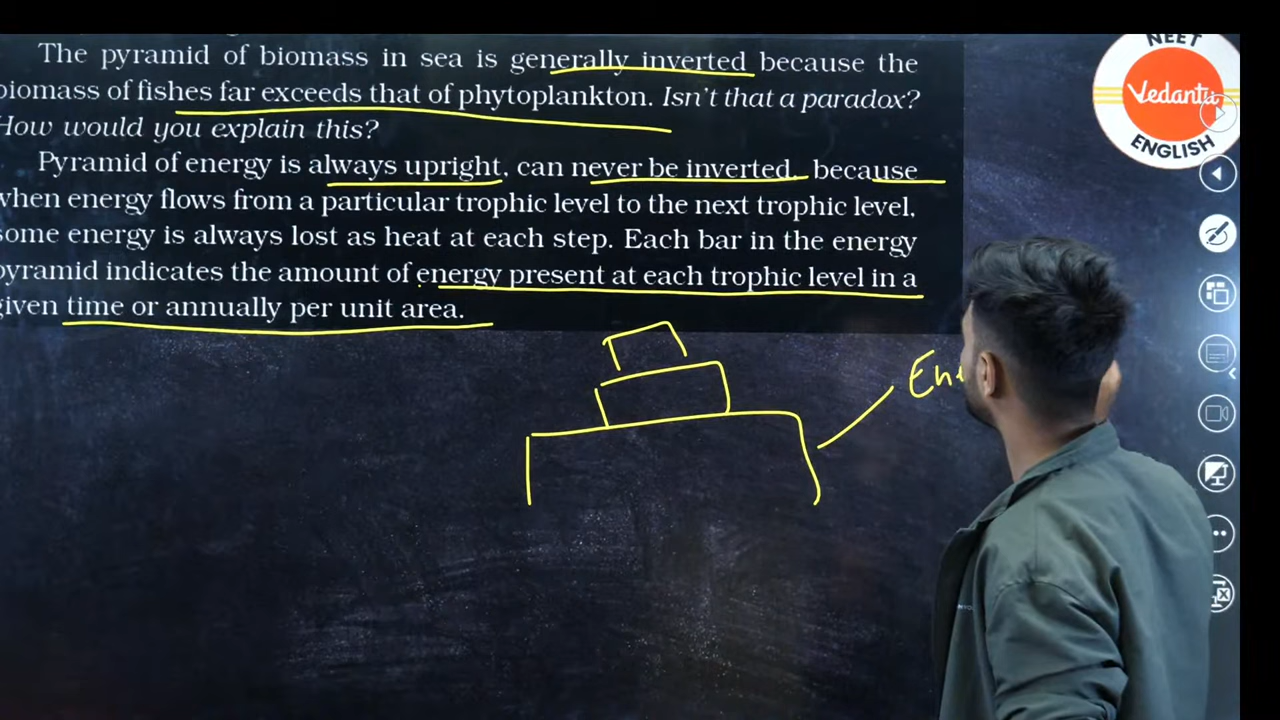 The pyramid of biomass in sea is generally inverted because the
biomass of fishes far exceeds that of phytoplankton. Isn't that a paradox?
How would you explain this?
Pyramid of energy is always upright, can never be inverted, because
when energy flows from a particular trophic level to the next trophic level,
some energy is always lost as heat at each step. Each bar in the energy
pyramid indicates the amount of energy present at each trophic level in a
given time or annually per unit area.
NEET
Vedantu
ENGLISH